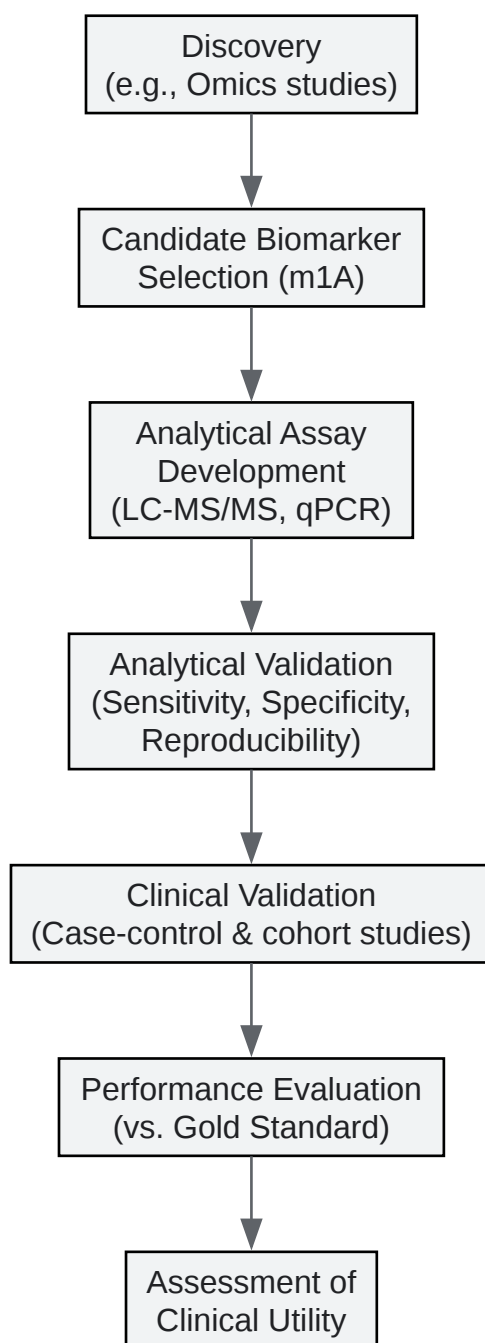 Discovery
(e.g., Omics studies)
Candidate Biomarker
Selection (m1A)
Analytical Assay
Development
(LC-MS/MS, qPCR)
Analytical Validation
(Sensitivity, Specificity,
Reproducibility)
Clinical Validation
(Case-control & cohort studies)
Performance Evaluation
(vs. Gold Standard)
Assessment of
Clinical Utility